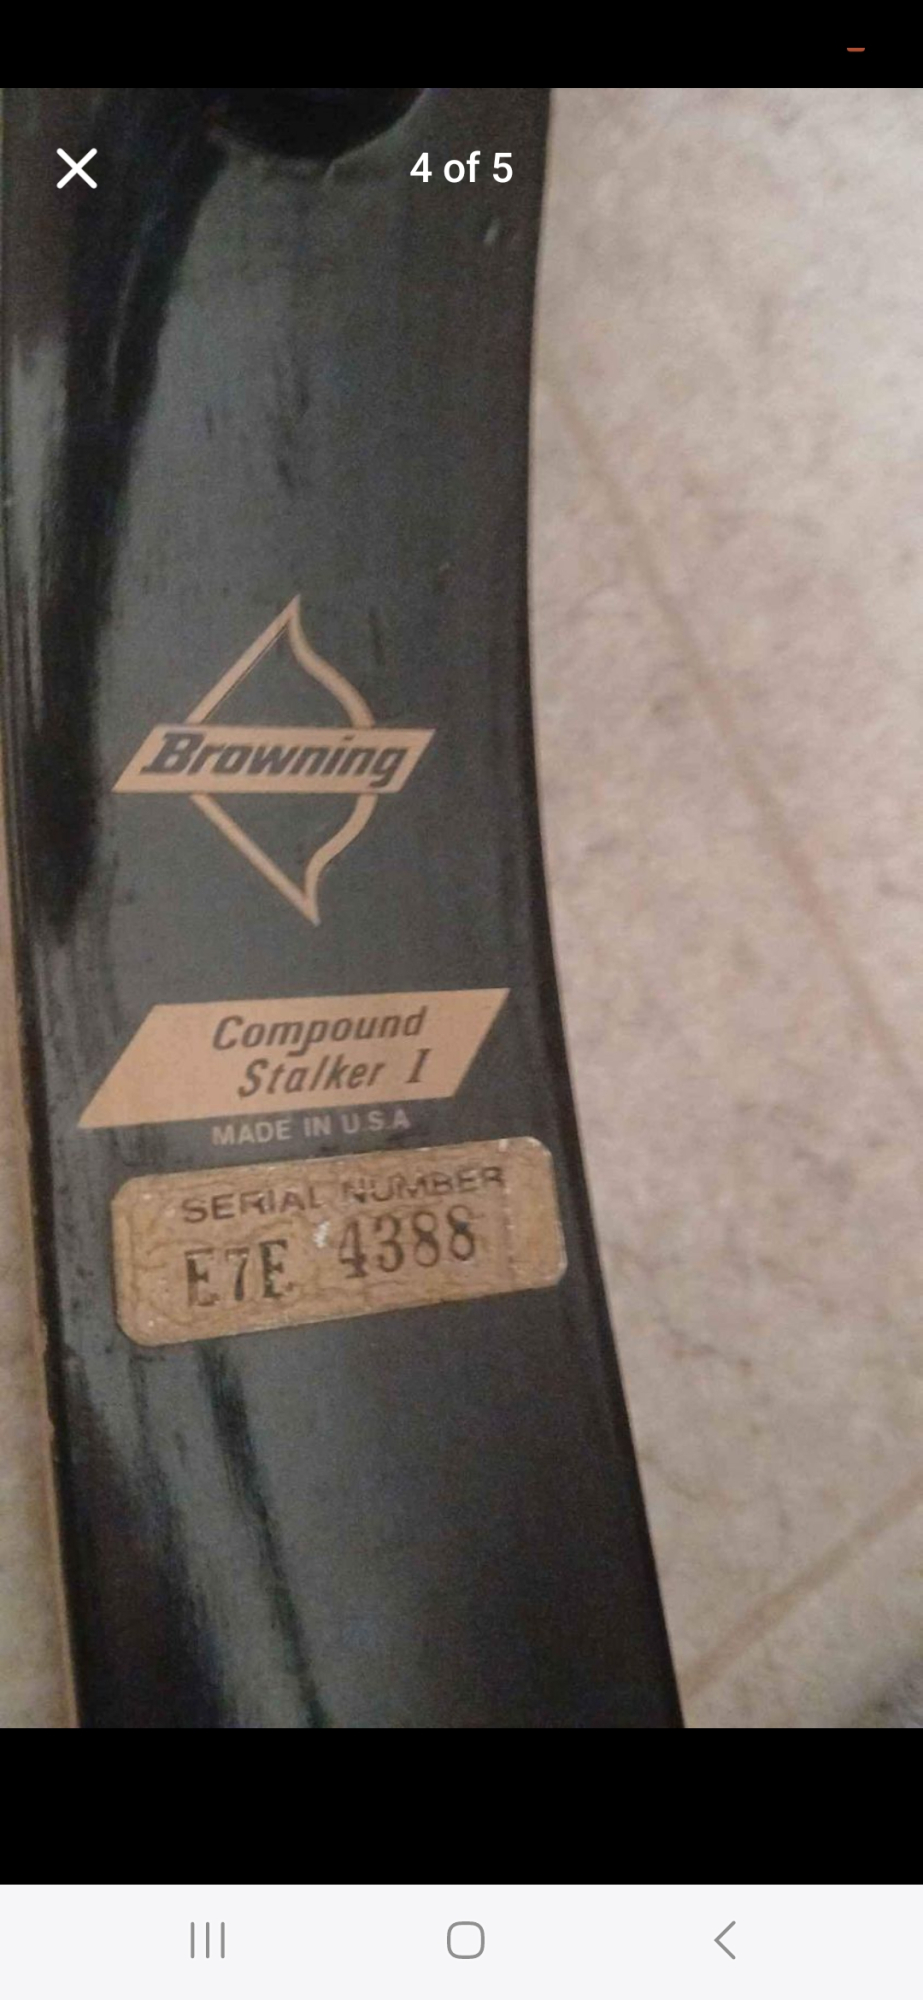 4 of 5
Browning
Compound
Stalker I
MADE IN U.S.A
SERIAL NUMBER
E7E 4388